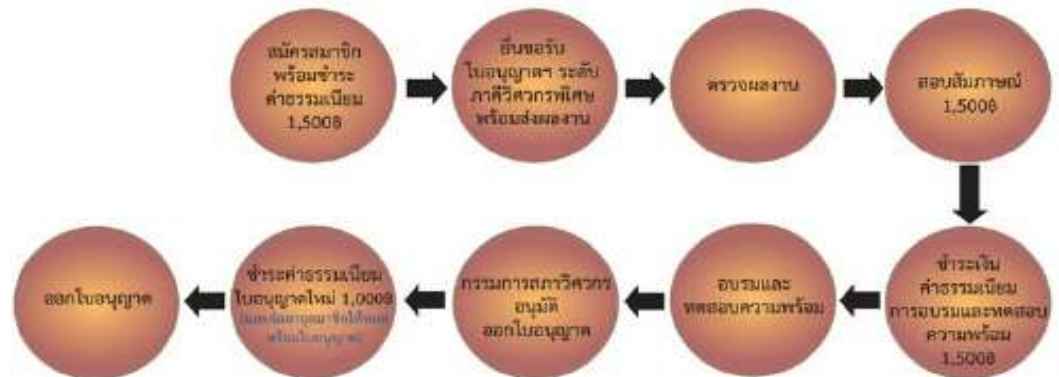 สมัครสมาชิก
พร้อมชำระ
ค่าธรรมเนียม
1,500฿
ยื่นขอรับ
ใบอนุญาตฯ ระดับ
ภาคีวิศวกรพิเศษ
พร้อมส่งผลงาน
ตรวจผลงาน
สอบสัมภาษณ์
1,500฿
ชำระเงิน
ค่าธรรมเนียม
การอบรมและทดสอบ
ความพร้อม
1,500฿
อบรมและ
ทดสอบความพร้อม
กรรมการสภาวิศวกร
อนุมัติ
ออกใบอนุญาต
ชำระค่าธรรมเนียม
ใบอนุญาตใหม่ 1,000฿
ออกใบอนุญาต